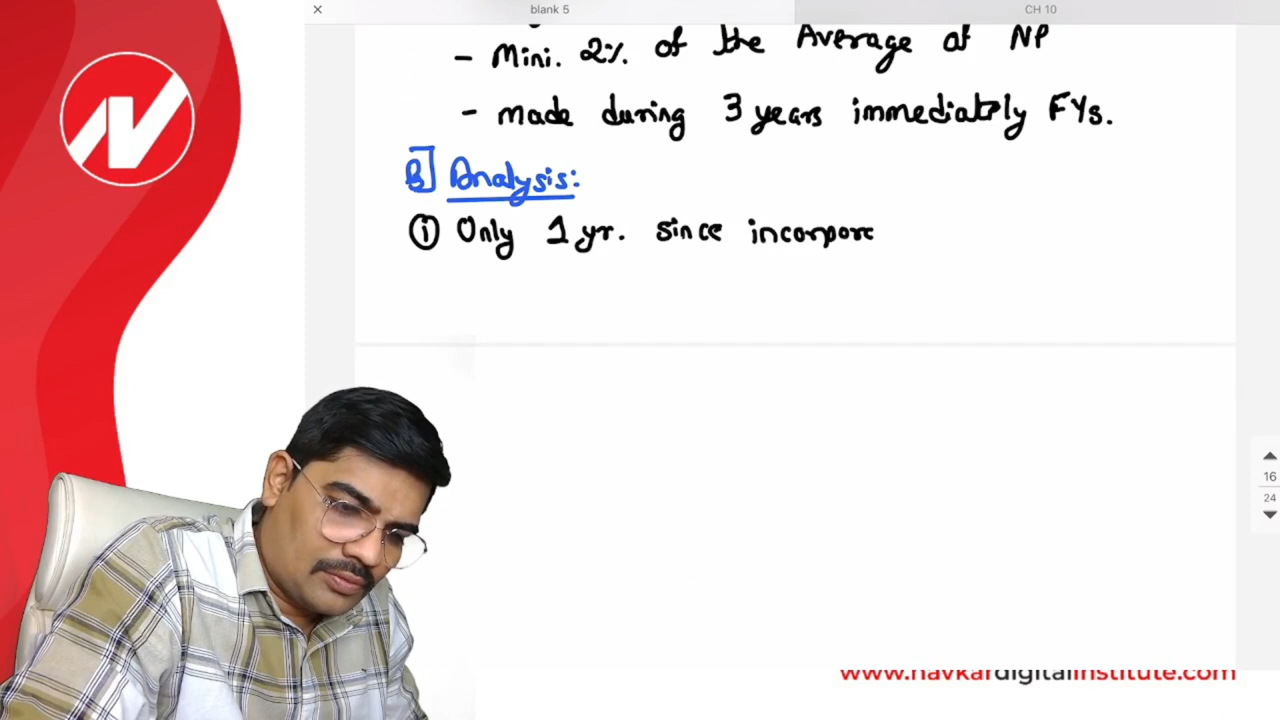 blank 5
CH 10
- Mini. 2% of the Average of NP
- made during 3 years immediately FYs.
B] Analysis:
① Only 1 yr. since incorpore
16
24
www.navkardigitalinstitute.com